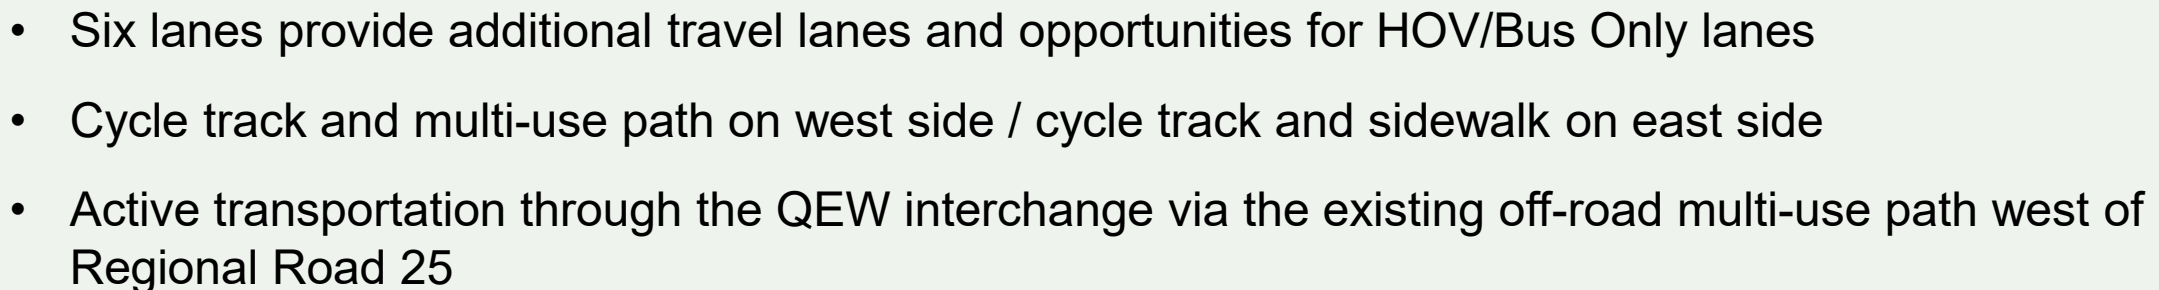 • Six lanes provide additional travel lanes and opportunities for HOV/Bus Only lanes
• Cycle track and multi-use path on west side / cycle track and sidewalk on east side
• Active transportation through the QEW interchange via the existing off-road multi-use path west of
Regional Road 25